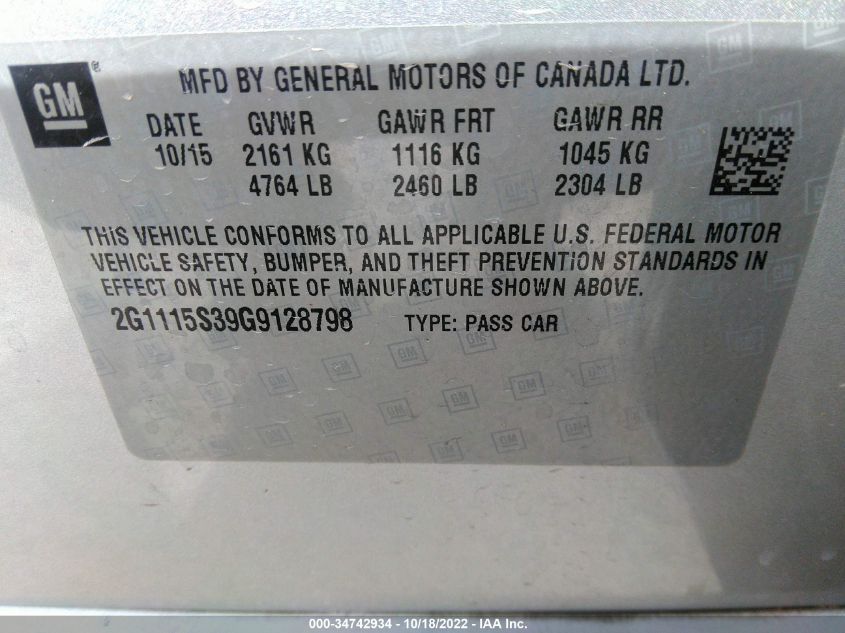 GM ®
MFD BY GENERAL MOTORS OF CANADA LTD.
DATE GVWR GAWR FRT GAWR RR
10/15 2161 KG 1116 KG 1045 KG
4764 LB 2460 LB 2304 LB
THIS VEHICLE CONFORMS TO ALL APPLICABLE U.S. FEDERAL MOTOR
VEHICLE SAFETY, BUMPER, AND THEFT PREVENTION STANDARDS IN
EFFECT ON THE DATE OF MANUFACTURE SHOWN ABOVE.
2G1115S39G9128798 TYPE: PASS CAR
000-34742934 - 10/18/2022 - IAA Inc.